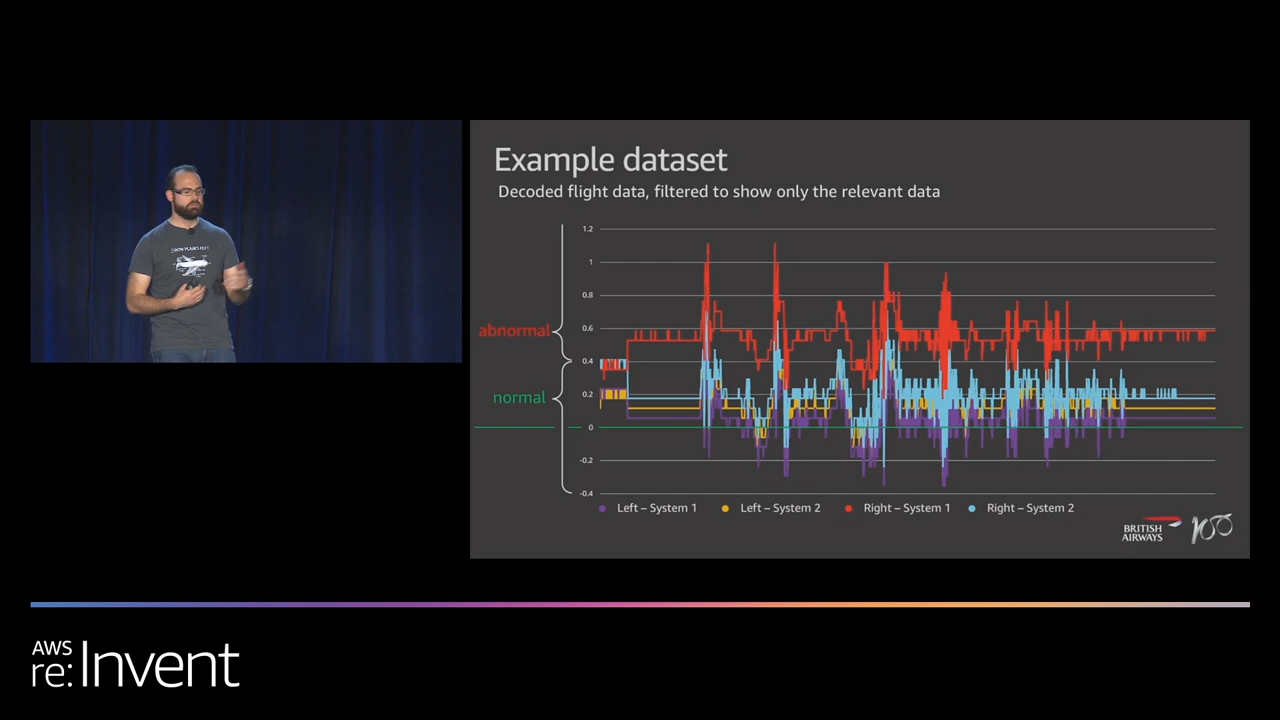 Example dataset
Decoded flight data, filtered to show only the relevant data
1.2
1
0.8
abnormal
0.6
0.4
normal
0.2
0
-0.2
-0.4
Left – System 1
Left – System 2
Right – System 1
Right – System 2
BRITISH
AIRWAYS
100
AWS
re:Invent